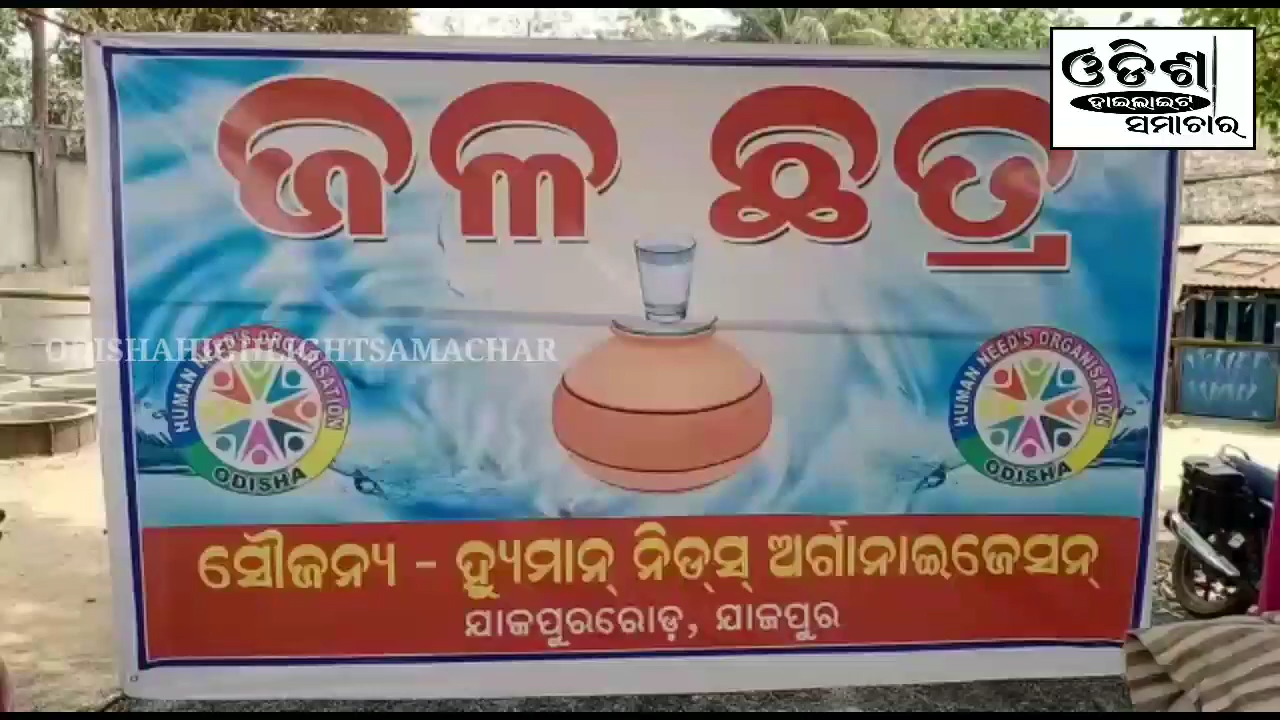 ଓଡିଶା
ହାଇଲାଇଟ
ସମାଚାର
ଜଳ ଛତ୍ର
ODISHAHIGHLIGHTSAMACHAR
HUMAN NEED'S ORGANISATION
ODISHA
HUMAN NEED'S ORGANISATION
ODISHA
ସୌଜନ୍ୟ - ହ୍ୟୁମାନ୍ ନିଡ୍‌ସ୍ ଅର୍ଗାନାଇଜେସନ୍
ଯାଜପୁରରୋଡ଼, ଯାଜପୁର